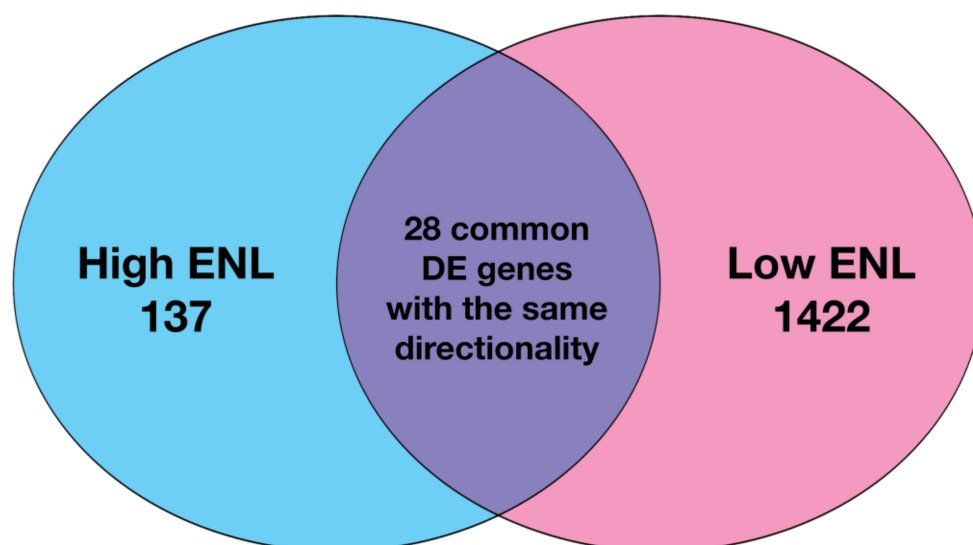 High ENL
137
28 common
DE genes
with the same
directionality
Low ENL
1422